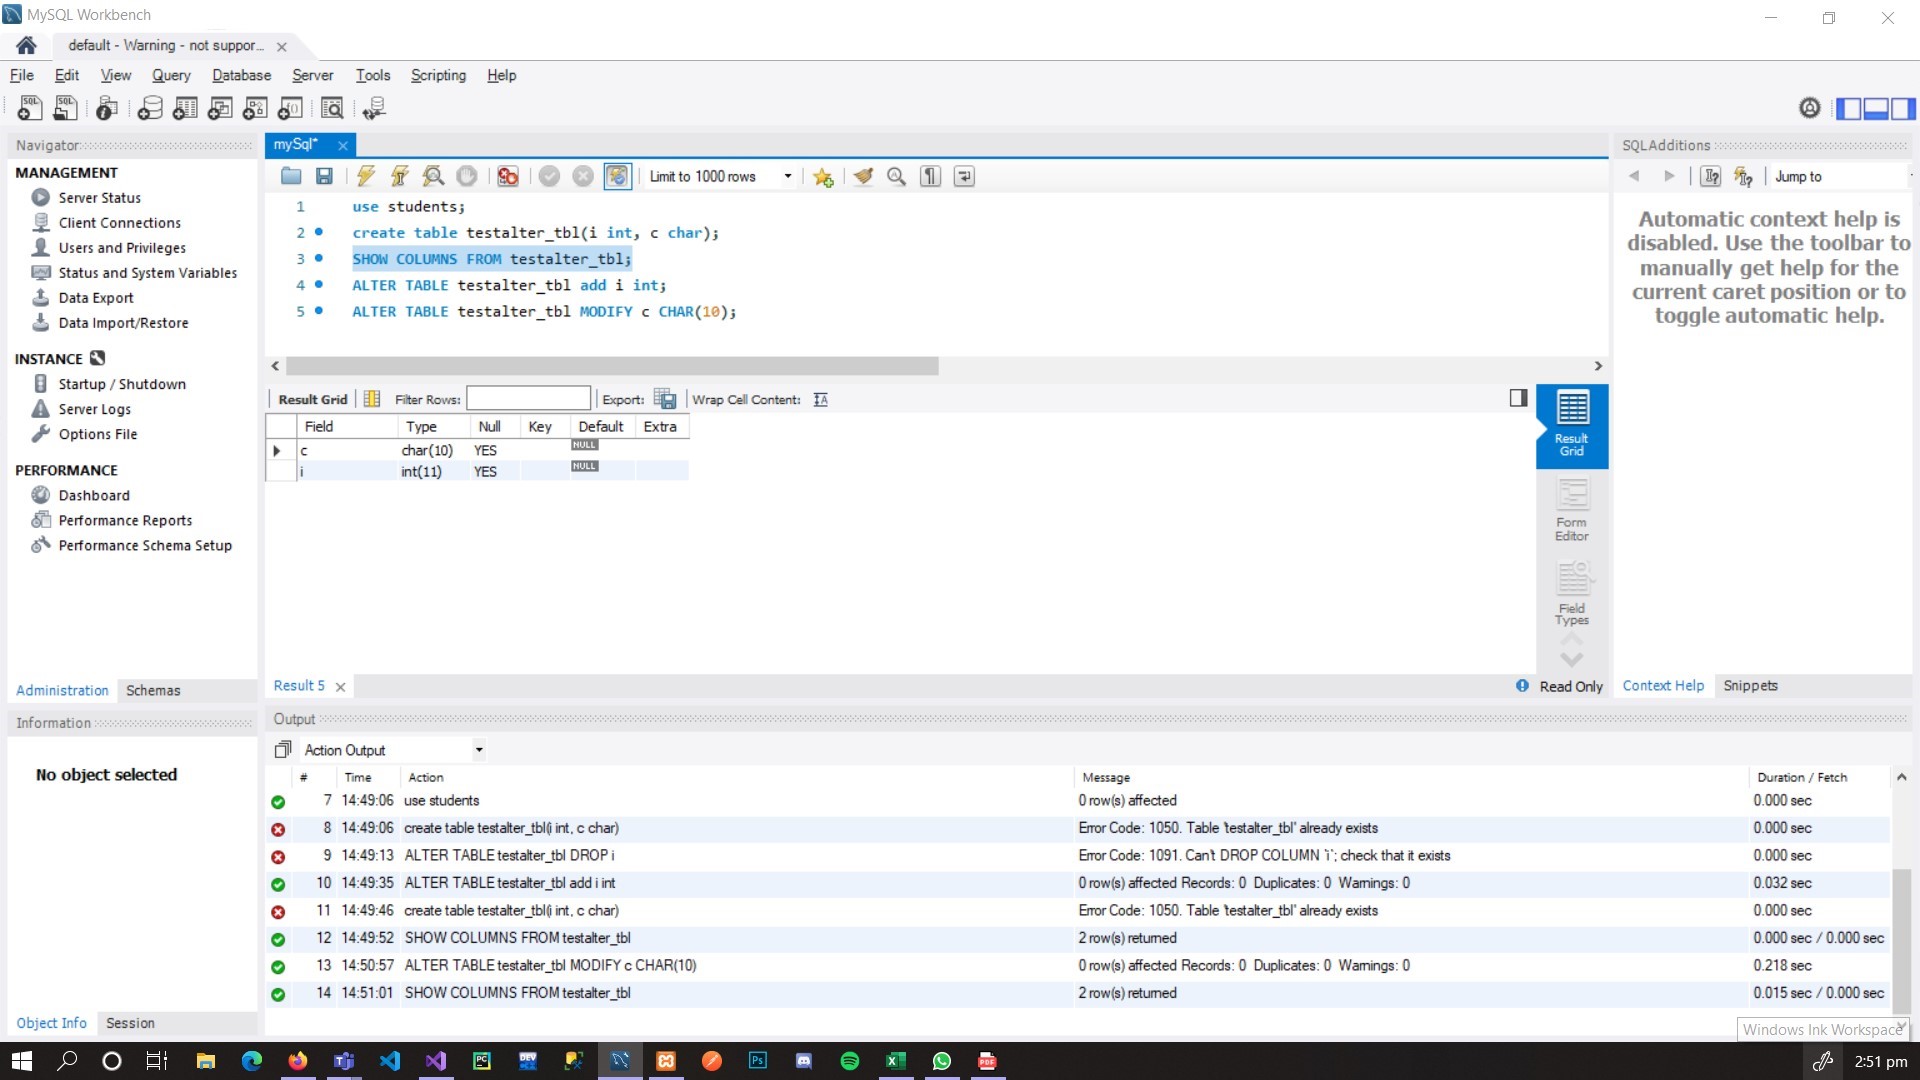 MySQL Workbench
default - Warning - not suppor...
File Edit View Query Database Server Tools Scripting Help
Navigator
MANAGEMENT
Server Status
Client Connections
Users and Privileges
Status and System Variables
Data Export
Data Import/Restore
INSTANCE
Startup / Shutdown
Server Logs
Options File
PERFORMANCE
Dashboard
Performance Reports
Performance Schema Setup
Administration Schemas
Information
No object selected
Object Info Session
mySql*
Limit to 1000 rows
1 use students;
2 create table testalter_tbl(i int, c char);
3 SHOW COLUMNS FROM testalter_tbl;
4 ALTER TABLE testalter_tbl add i int;
5 ALTER TABLE testalter_tbl MODIFY c CHAR(10);
Result Grid Filter Rows: Export: Wrap Cell Content:
Field Type Null Key Default Extra
c char(10) YES NULL
i int(11) YES NULL
Result Grid
Form Editor
Field Types
Result 5 Read Only
SQLAdditions
Jump to
Automatic context help is
disabled. Use the toolbar to
manually get help for the
current caret position or to
toggle automatic help.
Context Help Snippets
Output
Action Output
# Time Action Message Duration / Fetch
7 14:49:06 use students 0 row(s) affected 0.000 sec
8 14:49:06 create table testalter_tbl(i int, c char) Error Code: 1050. Table 'testalter_tbl' already exists 0.000 sec
9 14:49:13 ALTER TABLE testalter_tbl DROP i Error Code: 1091. Can't DROP COLUMN `i`; check that it exists 0.000 sec
10 14:49:35 ALTER TABLE testalter_tbl add i int 0 row(s) affected Records: 0 Duplicates: 0 Warnings: 0 0.032 sec
11 14:49:46 create table testalter_tbl(i int, c char) Error Code: 1050. Table 'testalter_tbl' already exists 0.000 sec
12 14:49:52 SHOW COLUMNS FROM testalter_tbl 2 row(s) returned 0.000 sec / 0.000 sec
13 14:50:57 ALTER TABLE testalter_tbl MODIFY c CHAR(10) 0 row(s) affected Records: 0 Duplicates: 0 Warnings: 0 0.218 sec
14 14:51:01 SHOW COLUMNS FROM testalter_tbl 2 row(s) returned 0.015 sec / 0.000 sec
Windows Ink Workspace
2:51 pm